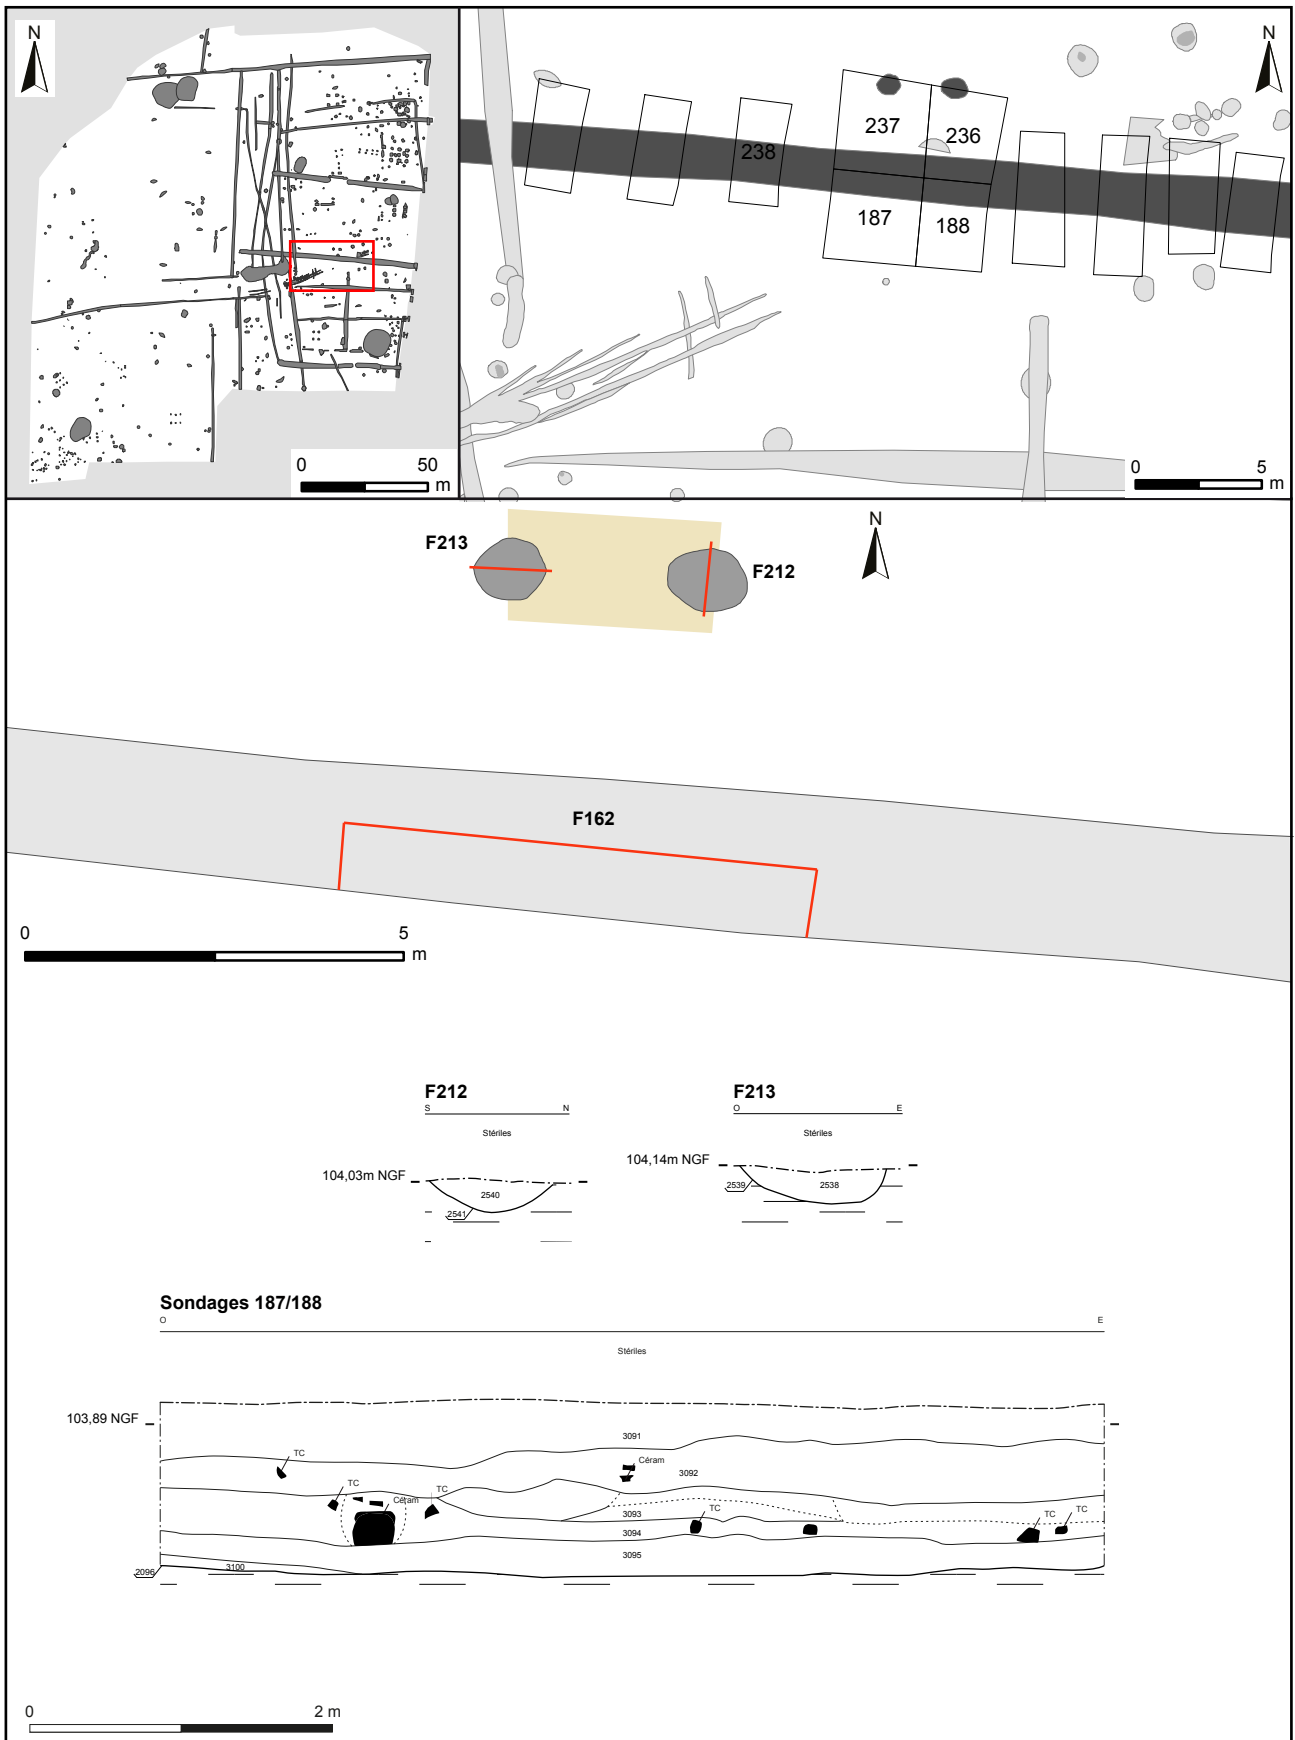 N
0 50
m
N
237
236
238
187
188
0 5
m
N
F213
F212
F162
0 5
m
F212
S N
Stériles
104,03m NGF
2540
2541
F213
O E
Stériles
104,14m NGF
2539
2538
Sondages 187/188
O E
Stériles
103,89 NGF
3091
TC
Céram
3092
TC
Céram
TC
3093
TC
TC
TC
3094
3095
3100
2096
0 2 m